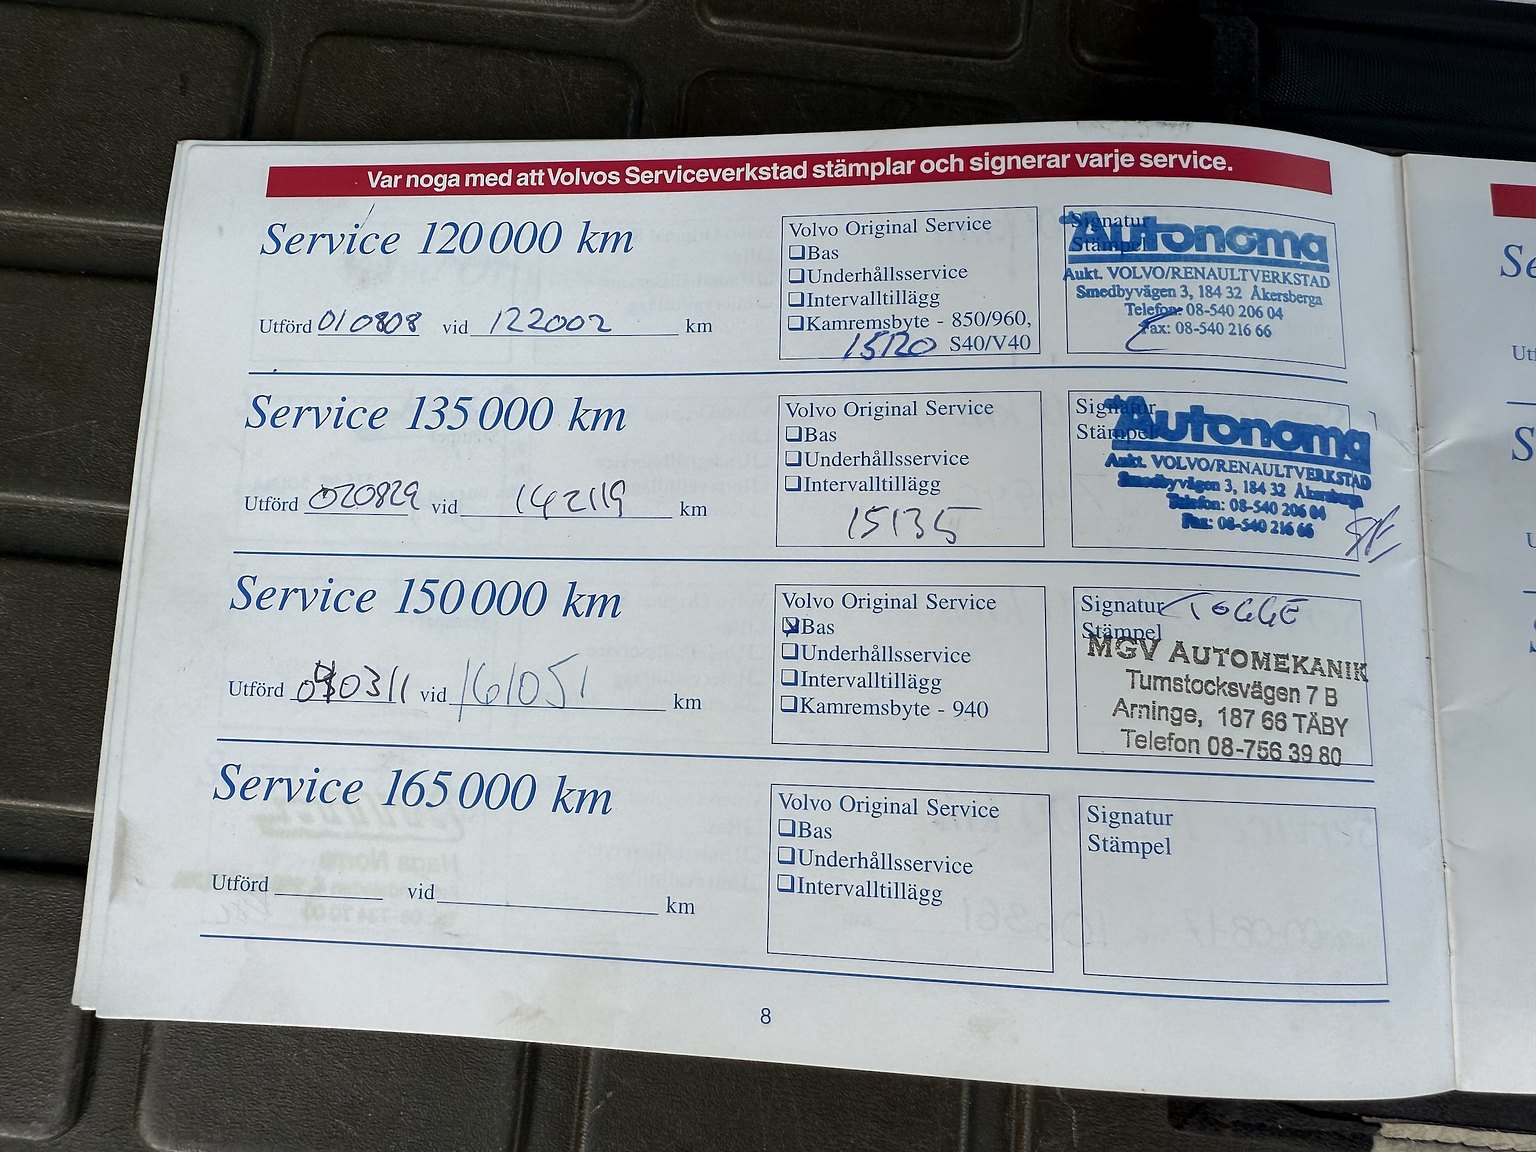 Var noga med att Volvos Serviceverkstad stämplar och signerar varje service.
Service 120 000 km
Utförd 010808 vid 122002 km
Volvo Original Service
❑Bas
❑Underhållsservice
❑Intervalltillägg
❑Kamremsbyte - 850/960,
15120 S40/V40
Signatur
Stämpel
Autonoma
Aukt. VOLVO/RENAULTVERKSTAD
Smedbyvägen 3, 184 32 Åkersberga
Telefon: 08-540 206 04
Fax: 08-540 216 66
Service 135 000 km
Utförd 020829 vid 142119 km
Volvo Original Service
❑Bas
❑Underhållsservice
❑Intervalltillägg
15135
Signatur
Stämpel
Autonoma
Aukt. VOLVO/RENAULTVERKSTAD
Smedbyvägen 3, 184 32 Åkersberga
Telefon: 08-540 206 04
Fax: 08-540 216 66
Service 150 000 km
Utförd 040311 vid 161051 km
Volvo Original Service
☑Bas
❑Underhållsservice
❑Intervalltillägg
❑Kamremsbyte - 940
Signatur TOGGE
Stämpel
MGV AUTOMEKANIK
Tumstocksvägen 7 B
Arninge, 187 66 TÄBY
Telefon 08-756 39 80
Service 165 000 km
Utförd vid km
Volvo Original Service
❑Bas
❑Underhållsservice
❑Intervalltillägg
Signatur
Stämpel
8